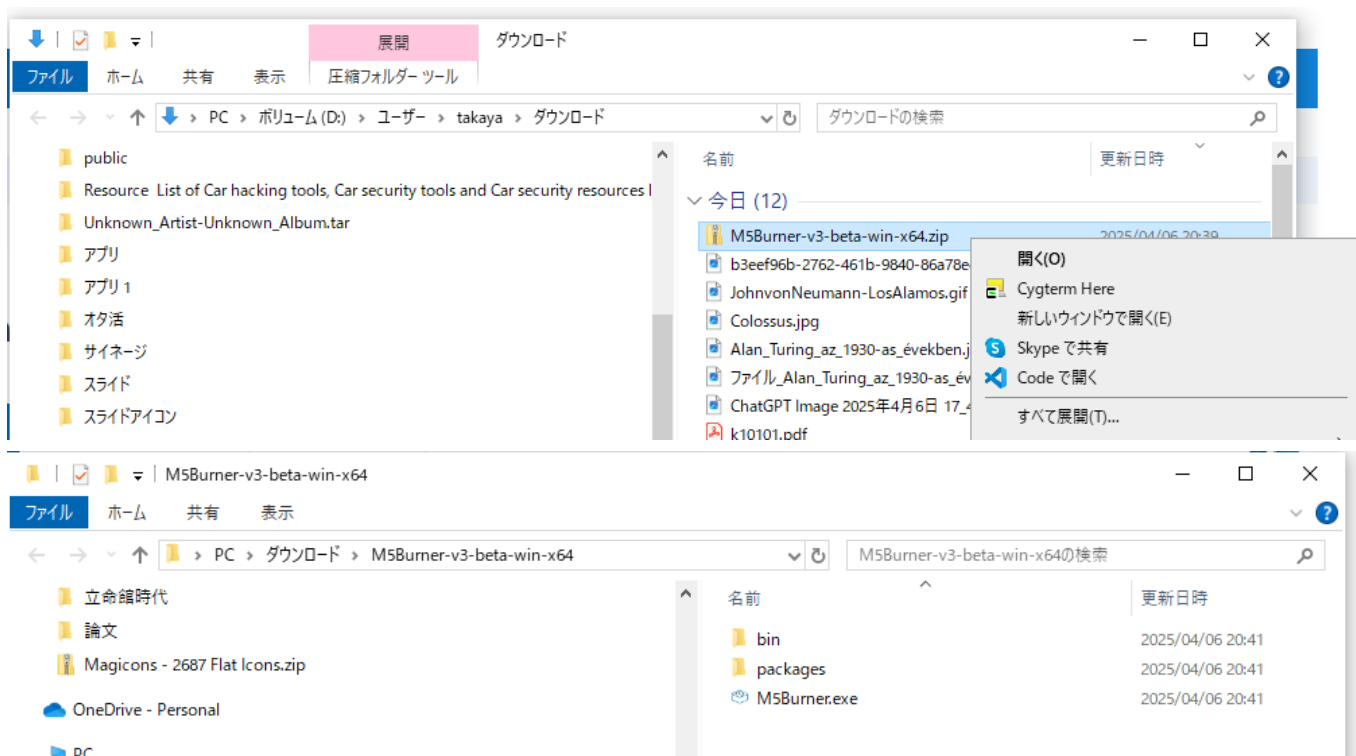 展開
ダウンロード
ファイル
ホーム
共有
表示
圧縮フォルダー ツール
PC › ボリューム (D:) › ユーザー › takaya › ダウンロード
ダウンロードの検索
public
Resource List of Car hacking tools, Car security tools and Car security resources
Unknown_Artist-Unknown_Album.tar
アプリ
アプリ 1
オタ活
サイネージ
スライド
スライドアイコン
名前
更新日時
今日 (12)
M5Burner-v3-beta-win-x64.zip
2025/04/06 20:39
b3eef96b-2762-461b-9840-86a78e
JohnvonNeumann-LosAlamos.gif
Colossus.jpg
Alan_Turing_az_1930-as_években.j
ファイル_Alan_Turing_az_1930-as_év
ChatGPT Image 2025年4月6日 17_4
k10101.pdf
開く(O)
Cygterm Here
新しいウィンドウで開く(E)
Skype で共有
Code で開く
すべて展開(T)...
M5Burner-v3-beta-win-x64
ファイル
ホーム
共有
表示
PC › ダウンロード › M5Burner-v3-beta-win-x64
M5Burner-v3-beta-win-x64の検索
立命館時代
論文
Magicons - 2687 Flat Icons.zip
OneDrive - Personal
PC
名前
更新日時
bin
2025/04/06 20:41
packages
2025/04/06 20:41
M5Burner.exe
2025/04/06 20:41